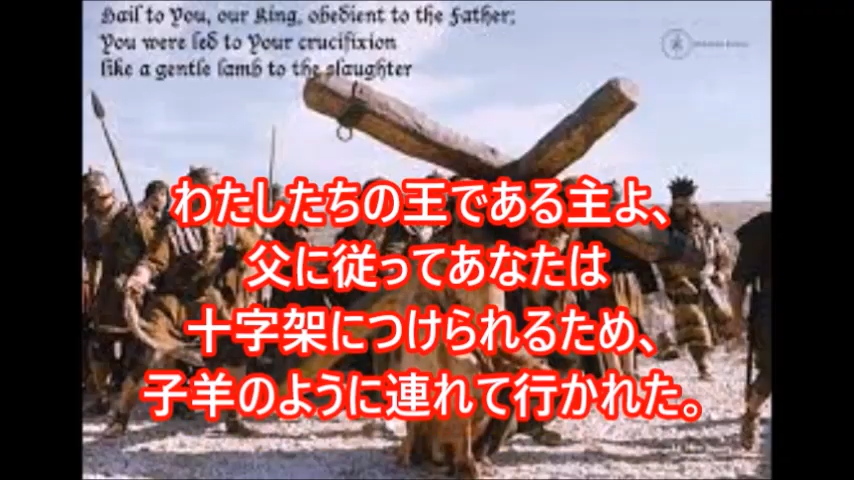 Hail to You, our King, obedient to the Father;
You were led to Your crucifixion
like a gentle lamb to the slaughter
わたしたちの王である主よ、
父に従ってあなたは
十字架につけられるため、
子羊のように連れて行かれた。